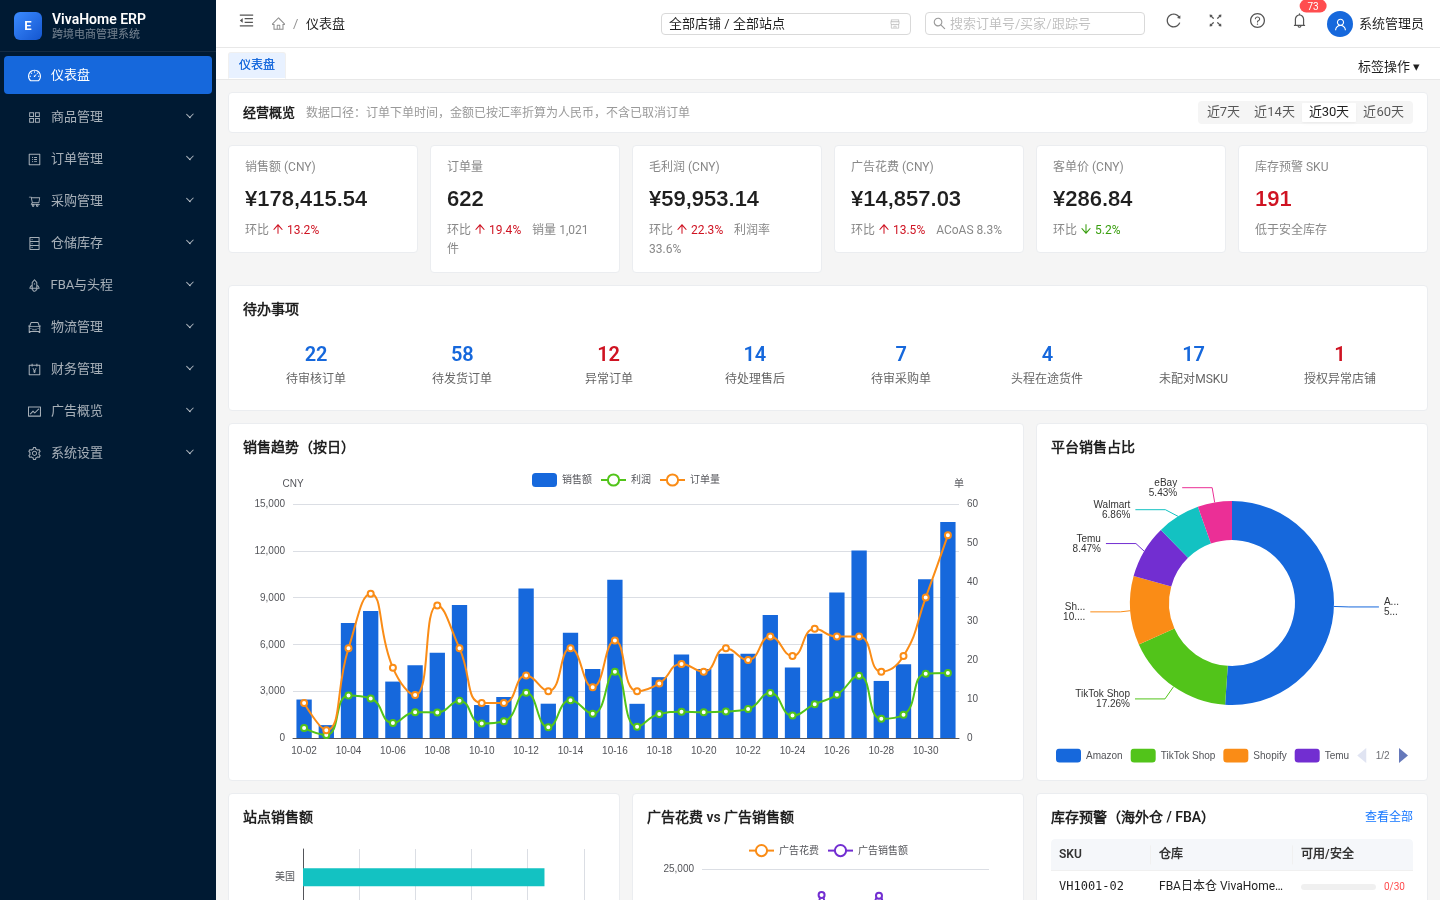 E
VivaHome ERP
跨境电商管理系统
仪表盘
商品管理
订单管理
采购管理
仓储库存
FBA与头程
物流管理
财务管理
广告概览
系统设置
/ 仪表盘
全部店铺 / 全部站点
搜索订单号/买家/跟踪号
73
系统管理员
仪表盘
标签操作 ▾
经营概览 数据口径：订单下单时间，金额已按汇率折算为人民币，不含已取消订单
近7天 近14天 近30天 近60天
销售额 (CNY)
¥178,415.54
环比 ↑ 13.2%
订单量
622
环比 ↑ 19.4% 销量 1,021
件
毛利润 (CNY)
¥59,953.14
环比 ↑ 22.3% 利润率
33.6%
广告花费 (CNY)
¥14,857.03
环比 ↑ 13.5% ACoAS 8.3%
客单价 (CNY)
¥286.84
环比 ↓ 5.2%
库存预警 SKU
191
低于安全库存
待办事项
22 58 12 14 7 4 17 1
待审核订单 待发货订单 异常订单 待处理售后 待审采购单 头程在途货件 未配对MSKU 授权异常店铺
销售趋势（按日）
CNY 销售额 利润 订单量 单
15,000 60
50
12,000
40
9,000
30
6,000
20
3,000
10
0 0
10-02 10-04 10-06 10-08 10-10 10-12 10-14 10-16 10-18 10-20 10-22 10-24 10-26 10-28 10-30
平台销售占比
eBay
5.43%
Walmart
6.86%
Temu
8.47%
Sh...
10....
A...
5...
TikTok Shop
17.26%
Amazon TikTok Shop Shopify Temu 1/2
站点销售额
美国
广告花费 vs 广告销售额
广告花费 广告销售额
25,000
库存预警（海外仓 / FBA） 查看全部
SKU 仓库 可用/安全
VH1001-02 FBA日本仓 VivaHome... 0/30